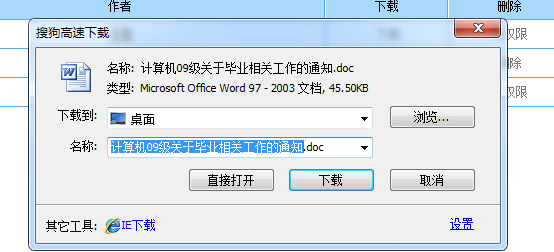 作者 下载 删除
搜狗高速下载
权限
名称: 计算机09级关于毕业相关工作的通知.doc
删除
类型: Microsoft Office Word 97 - 2003 文档, 45.50KB
权限
下载到: 桌面 浏览...
名称: 计算机09级关于毕业相关工作的通知.doc
直接打开 下载 取消
其它工具: IE下载 设置